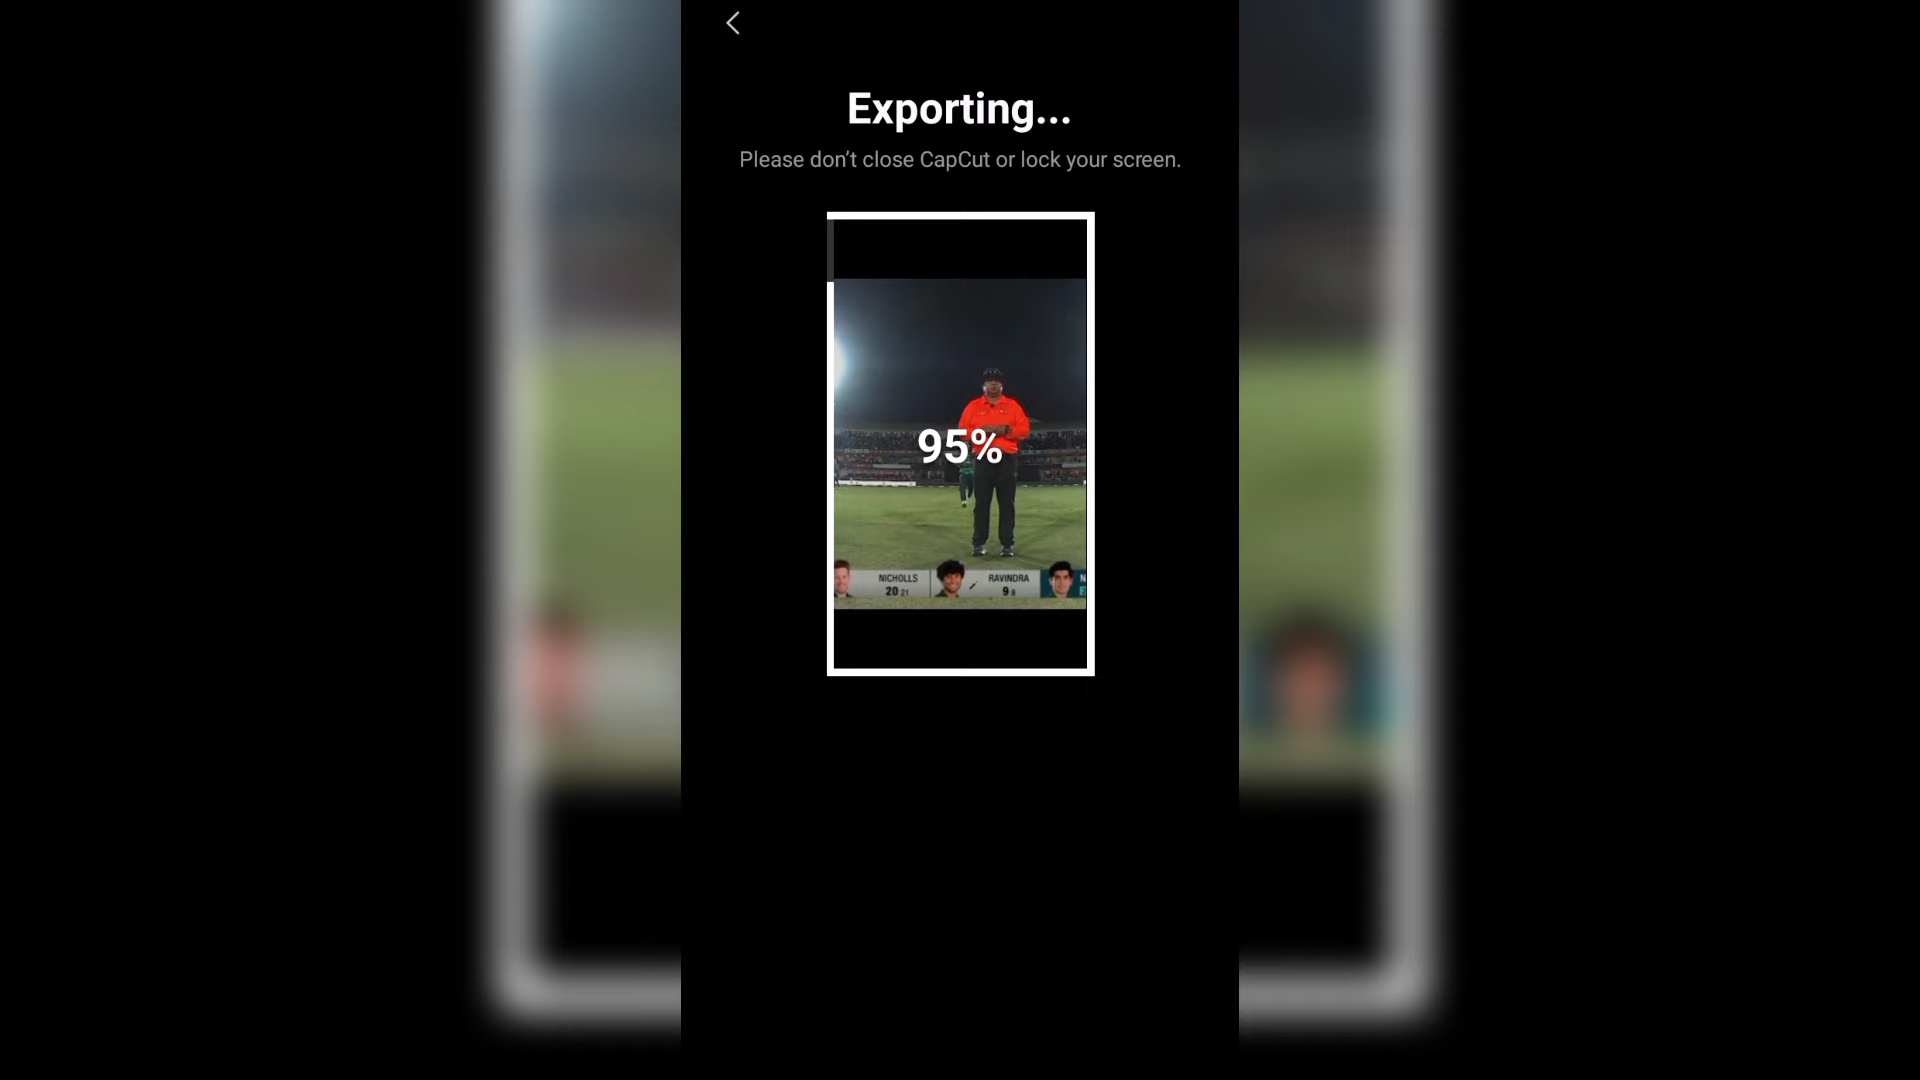 Exporting...
Please don’t close CapCut or lock your screen.
95%
NICHOLLS
20 21
RAVINDRA
9 8
N